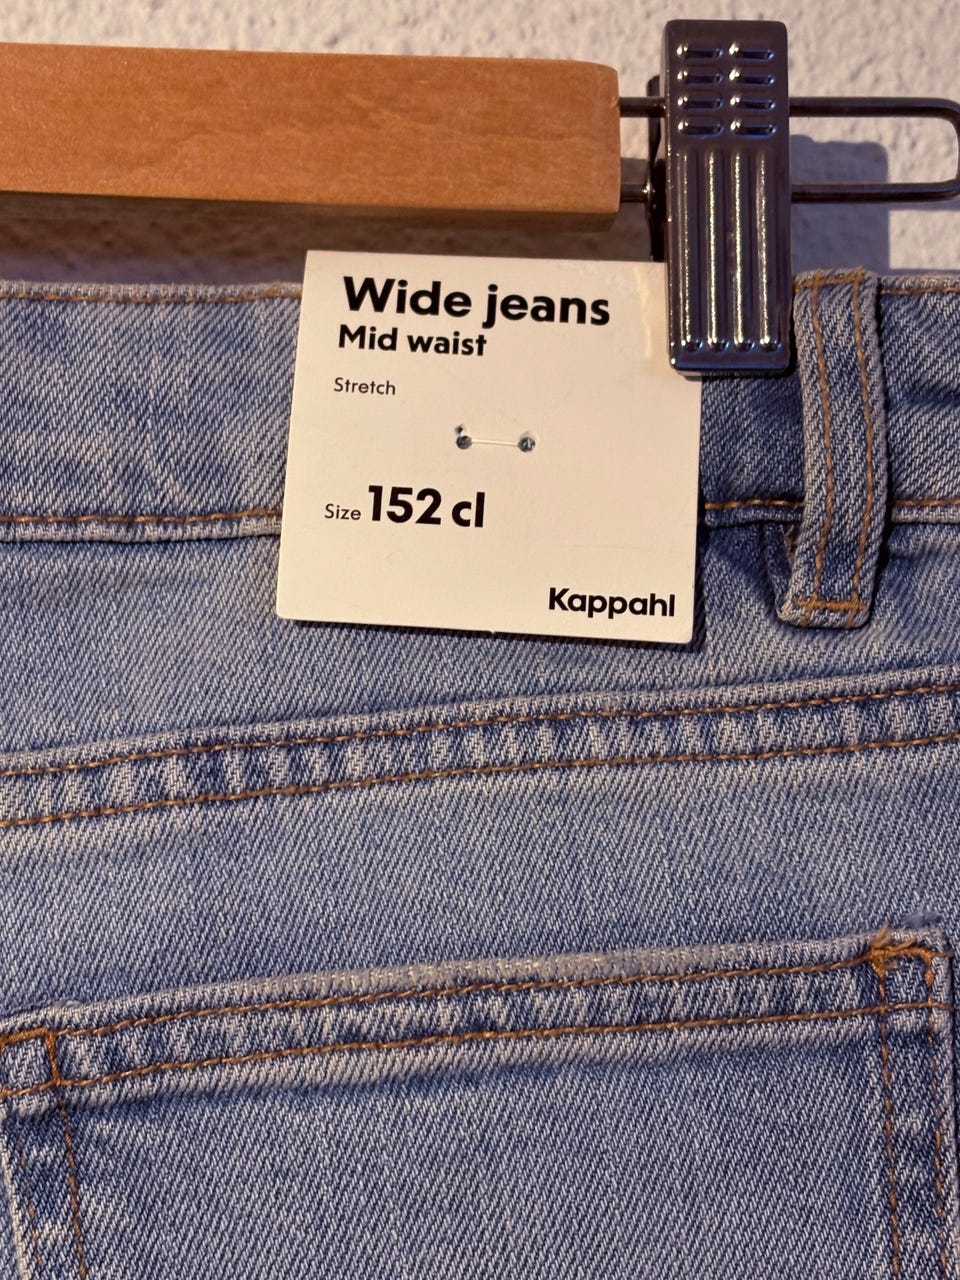 Wide jeans
Mid waist
Stretch
Size 152 cl
Kappahl